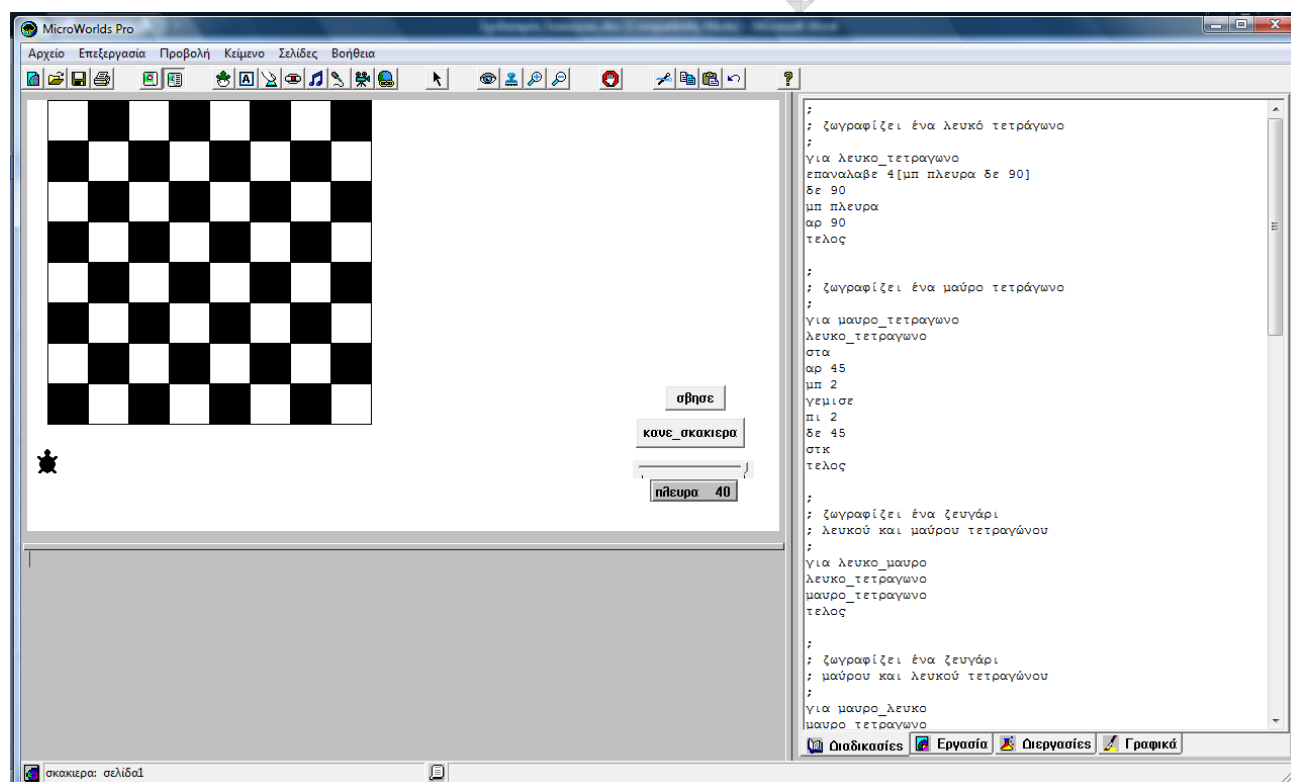 MicroWorlds Pro
Αρχείο Επεξεργασία Προβολή Κείμενο Σελίδες Βοήθεια
σβησε
κανε_σκακιερα
πλευρα 40
;
; ζωγραφίζει ένα λευκό τετράγωνο
;
για λευκο_τετραγωνο
επαναλαβε 4[μπ πλευρα δε 90]
δε 90
μπ πλευρα
αρ 90
τελος
;
; ζωγραφίζει ένα μαύρο τετράγωνο
;
για μαυρο_τετραγωνο
λευκο_τετραγωνο
στα
αρ 45
μπ 2
γεμισε
πι 2
δε 45
στκ
τελος
;
; ζωγραφίζει ένα ζευγάρι
; λευκού και μαύρου τετραγώνου
;
για λευκο_μαυρο
λευκο_τετραγωνο
μαυρο_τετραγωνο
τελος
;
; ζωγραφίζει ένα ζευγάρι
; μαύρου και λευκού τετραγώνου
;
για μαυρο_λευκο
μαυρο_τετραγωνο
Διαδικασίες Εργασία Διεργασίες Γραφικά
σκακιερα: σελίδα1